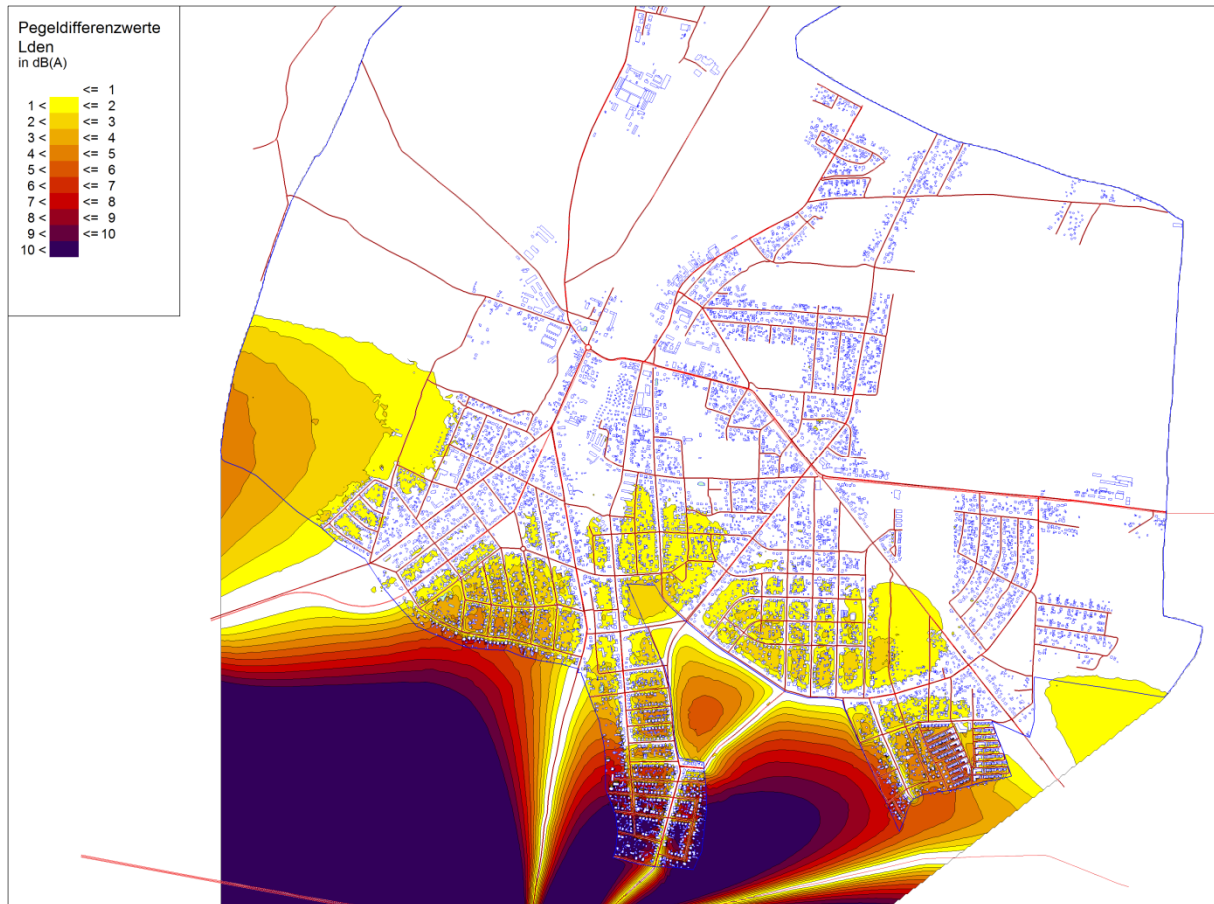 Pegeldifferenzwerte
Lden
in dB(A)
<= 1
1 < <= 2
2 < <= 3
3 < <= 4
4 < <= 5
5 < <= 6
6 < <= 7
7 < <= 8
8 < <= 9
9 < <= 10
10 <